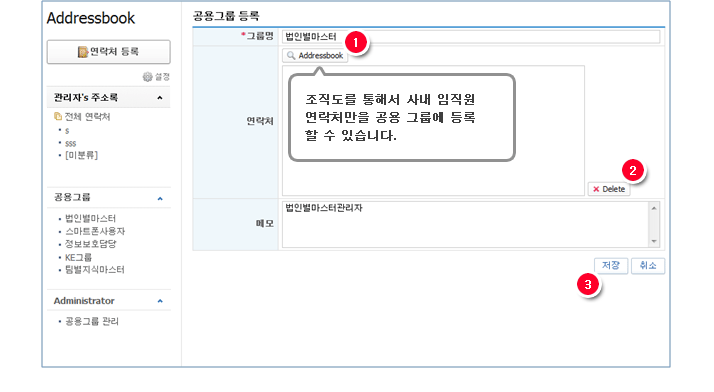 Addressbook
연락처 등록
설정
관리자's 주소록
전체 연락처
s
sss
[미분류]
공용그룹
법인별마스터
스마트폰사용자
정보보호담당
KE그룹
팀별지식마스터
Administrator
공용그룹 관리
공용그룹 등록
*그룹명
법인별마스터
1
Addressbook
연락처
조직도를 통해서 사내 임직원
연락처만을 공용 그룹에 등록
할 수 있습니다.
2
Delete
메모
법인별마스터관리자
저장
취소
3